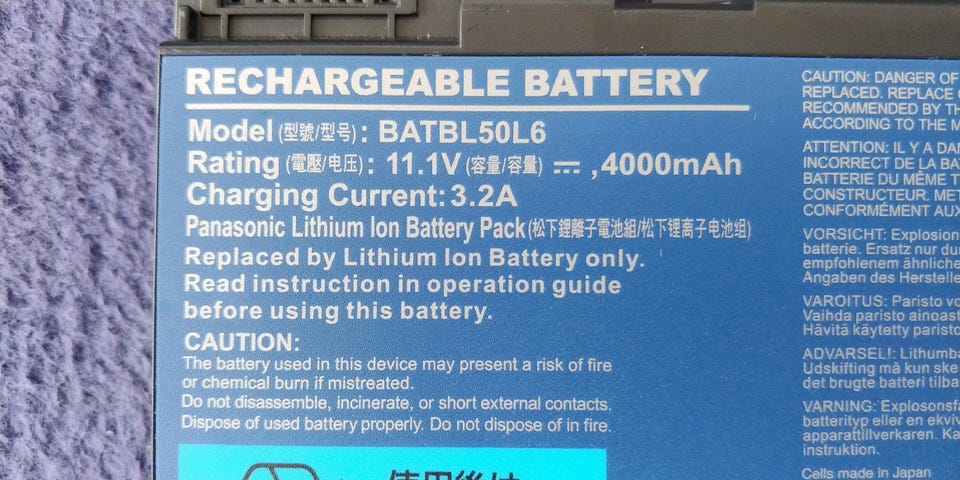 RECHARGEABLE BATTERY
Model (型號/型号) : BATBL50L6
Rating (電壓/电压) : 11.1V (容量/容量) ⎓ ,4000mAh
Charging Current: 3.2A
Panasonic Lithium Ion Battery Pack (松下鋰離子電池組/松下锂离子电池组)
Replaced by Lithium Ion Battery only.
Read instruction in operation guide
before using this battery.
CAUTION:
The battery used in this device may present a risk of fire
or chemical burn if mistreated.
Do not disassemble, incinerate, or short external contacts.
Dispose of used battery properly. Do not dispose of in fire.
使用後
CAUTION: DANGER OF
REPLACED. REPLACE
RECOMMENDED BY
ACCORDING TO THE
ATTENTION: IL Y A
INCORRECT DE LA
BATTERIE DU MÊME
CONSTRUCTEUR.
CONFORMÉMENT AUX
VORSICHT: Explosion
batterie. Ersatz nur
empfohlenem
Angaben des
VAROITUS: Paristo
Vaihda paristo
Hävitä käytetty
ADVARSEL!:
Udskifting må kun ske
det brugte batteri
VARNING:
batterityp eller en
apparattillverkaren.
instruktion.
Cells made in Japan